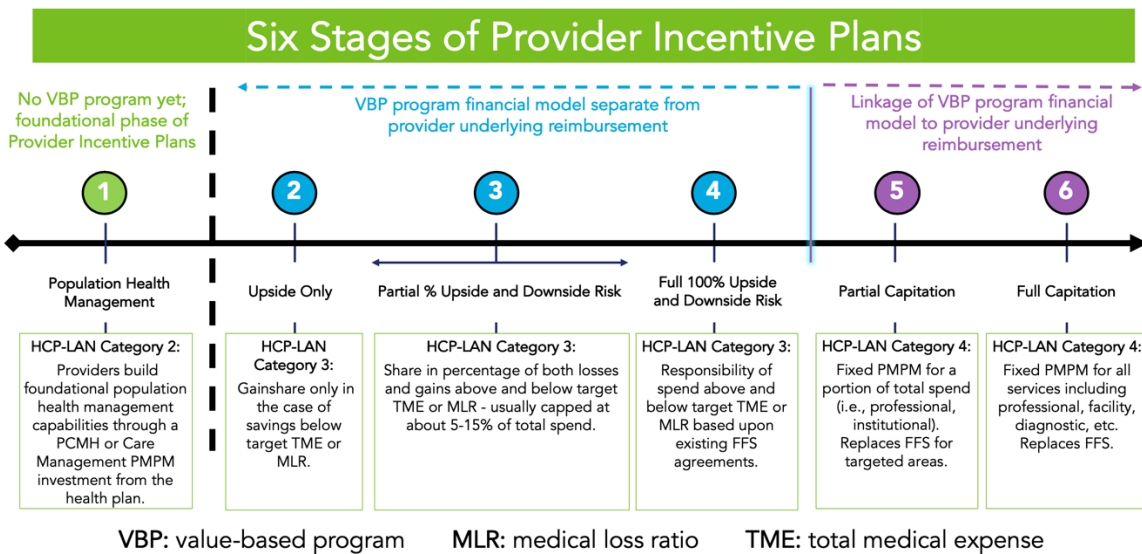 Six Stages of Provider Incentive Plans
No VBP program yet;
foundational phase of
Provider Incentive Plans
VBP program financial model separate from
provider underlying reimbursement
Linkage of VBP program financial
model to provider underlying
reimbursement
1
2
3
4
5
6
Population Health
Management
Upside Only
Partial % Upside and Downside Risk
Full 100% Upside
and Downside Risk
Partial Capitation
Full Capitation
HCP-LAN Category 2:
Providers build
foundational population
health management
capabilities through a
PCMH or Care
Management PMPM
investment from the
health plan.
HCP-LAN
Category 3:
Gainshare only in
the case of
savings below
target TME or
MLR.
HCP-LAN Category 3:
Share in percentage of both losses
and gains above and below target
TME or MLR - usually capped at
about 5-15% of total spend.
HCP-LAN Category 3:
Responsibility of
spend above and
below target TME or
MLR based upon
existing FFS
agreements.
HCP-LAN Category 4:
Fixed PMPM for a
portion of total spend
(i.e., professional,
institutional).
Replaces FFS for
targeted areas.
HCP-LAN Category 4:
Fixed PMPM for all
services including
professional, facility,
diagnostic, etc.
Replaces FFS.
VBP: value-based program MLR: medical loss ratio TME: total medical expense